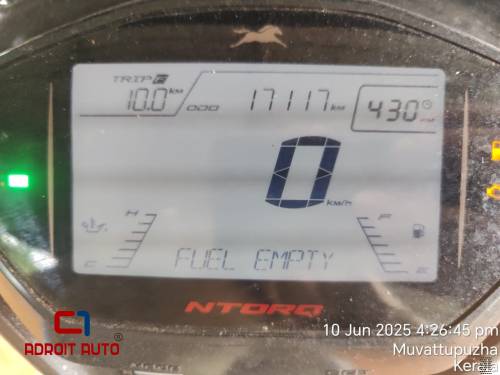 TRIP F
10.0 km
ODO 17117 km
4:30 PM
0 km/h
H
C
F
E
FUEL EMPTY
NTORQ
ADROIT AUTO
10 Jun 2025 4:26:45 pm
Muvattupuzha
Kerala